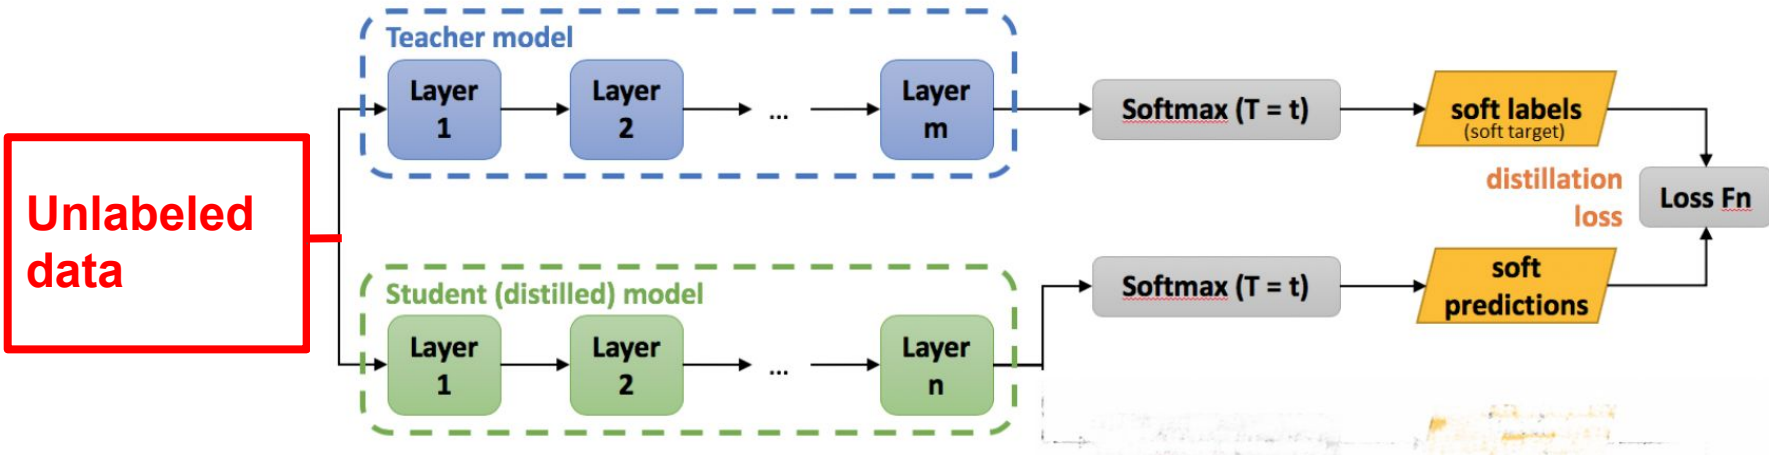 Unlabeled
data
Teacher model
Layer
1
Layer
2
...
Layer
m
Softmax (T = t)
soft labels
(soft target)
Student (distilled) model
Layer
1
Layer
2
...
Layer
n
Softmax (T = t)
soft
predictions
distillation
loss
Loss Fn